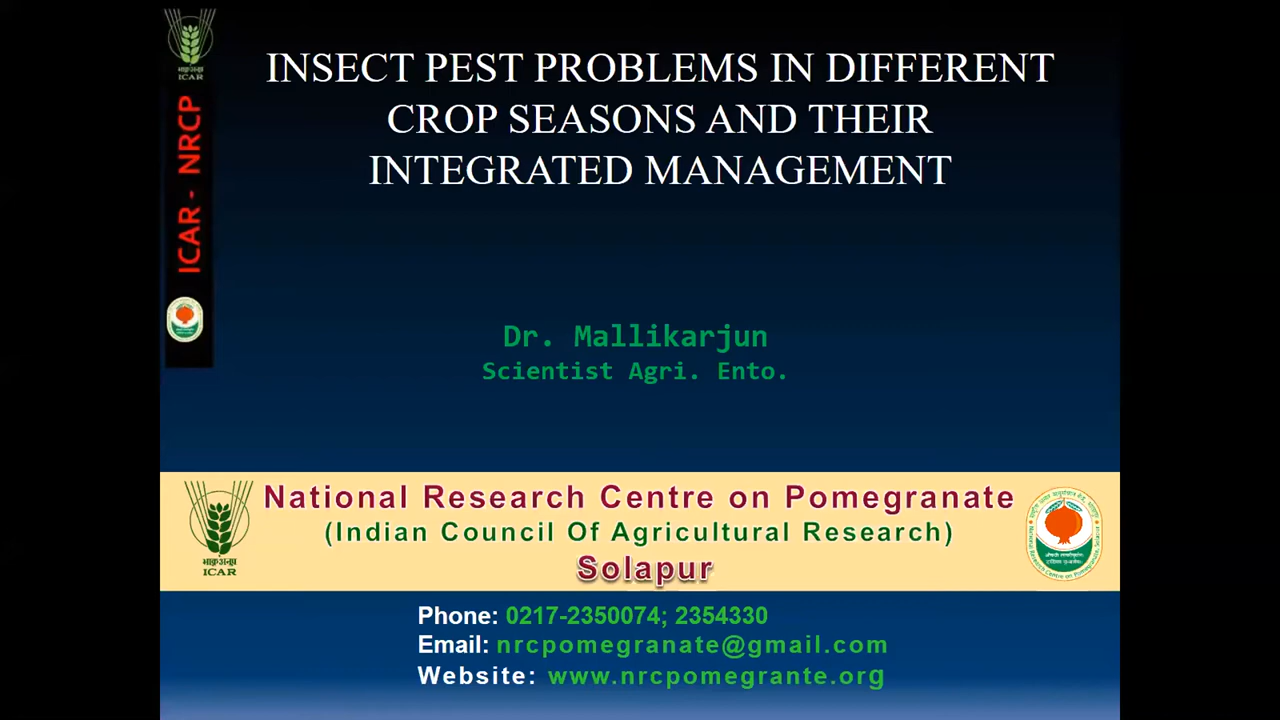 INSECT PEST PROBLEMS IN DIFFERENT
CROP SEASONS AND THEIR
INTEGRATED MANAGEMENT
ICAR
ICAR - NRCP
Dr. Mallikarjun
Scientist Agri. Ento.
National Research Centre on Pomegranate
(Indian Council Of Agricultural Research)
Solapur
भाकृअनुप
ICAR
Phone: 0217-2350074; 2354330
Email: nrcpomegranate@gmail.com
Website: www.nrcpomegrante.org